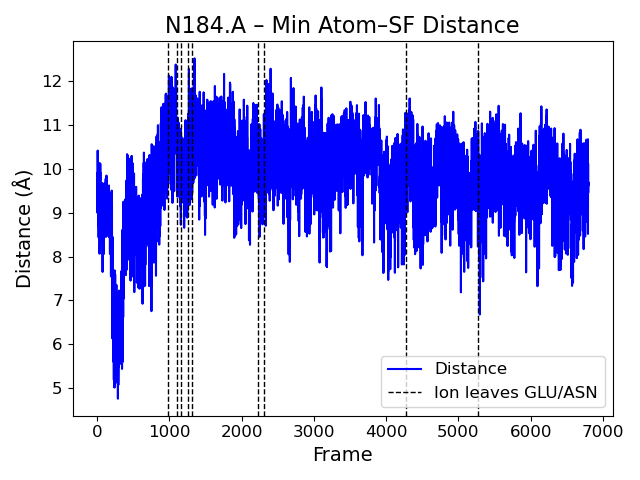 N184.A – Min Atom–SF Distance
Distance (Å)
12
11
10
9
8
7
6
5
0 1000 2000 3000 4000 5000 6000 7000
Frame
Distance
Ion leaves GLU/ASN